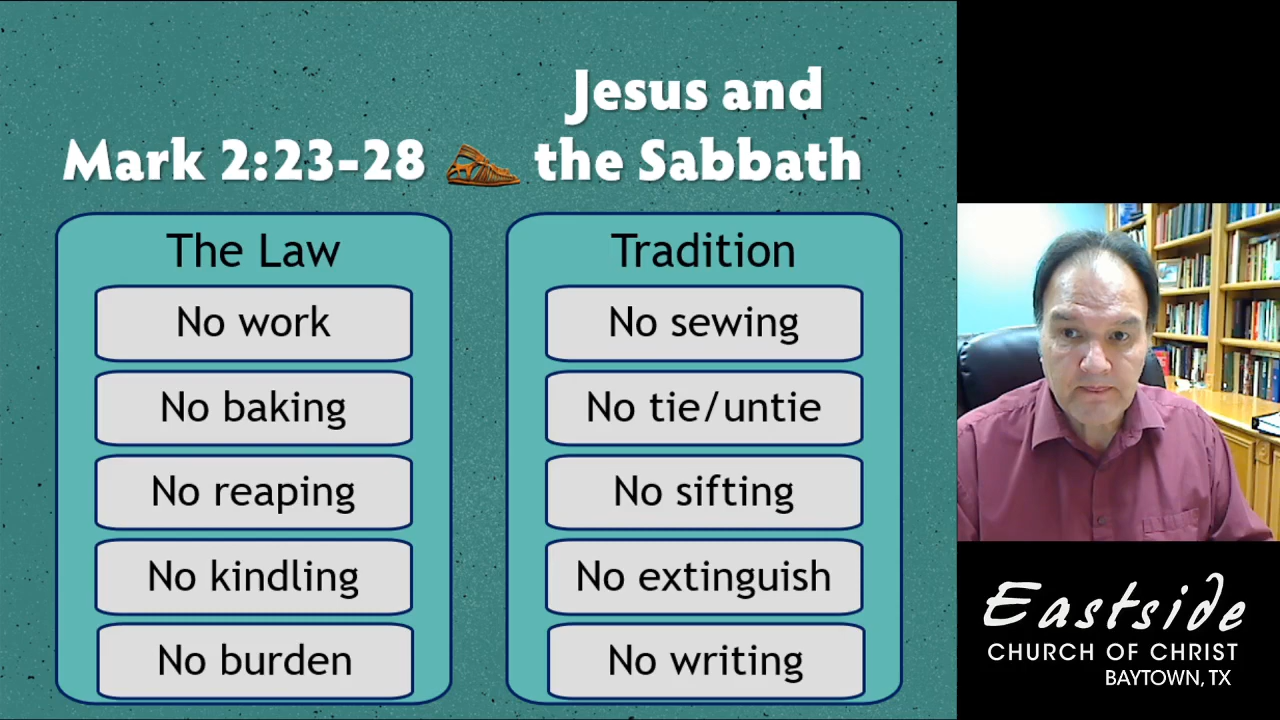 Jesus and
Mark 2:23-28 the Sabbath
The Law
No work
No baking
No reaping
No kindling
No burden
Tradition
No sewing
No tie/untie
No sifting
No extinguish
No writing
Eastside
CHURCH OF CHRIST
BAYTOWN, TX